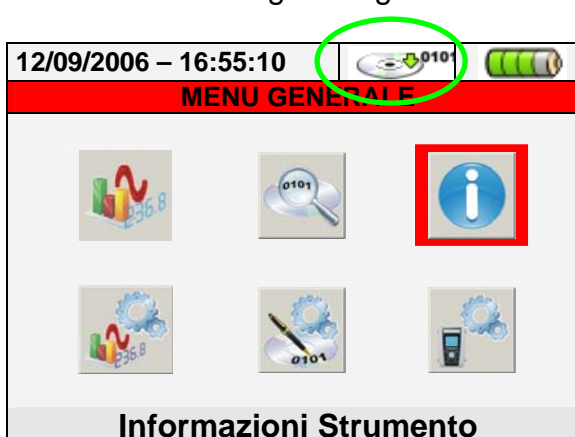 12/09/2006 – 16:55:10 0101
MENU GENERALE
236.8 0101
236.8 0101
Informazioni Strumento